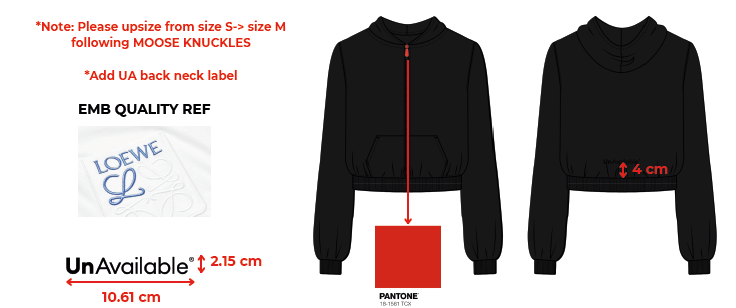 *Note: Please upsize from size S-> size M
following MOOSE KNUCKLES
*Add UA back neck label
EMB QUALITY REF
LOEWE
UnAvailable®
2.15 cm
10.61 cm
4 cm
PANTONE